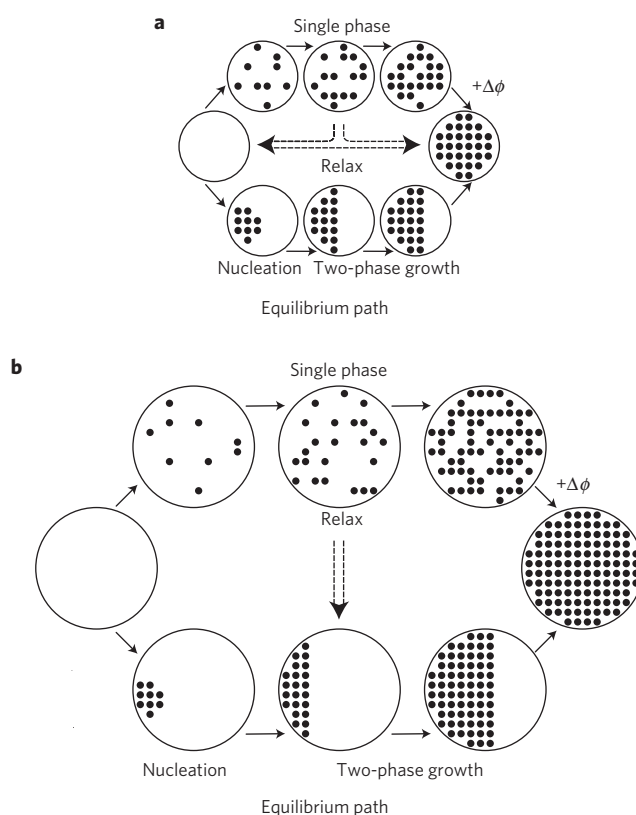 a
Single phase
+Δϕ
Relax
Nucleation Two-phase growth
Equilibrium path
b
Single phase
+Δϕ
Relax
Nucleation Two-phase growth
Equilibrium path